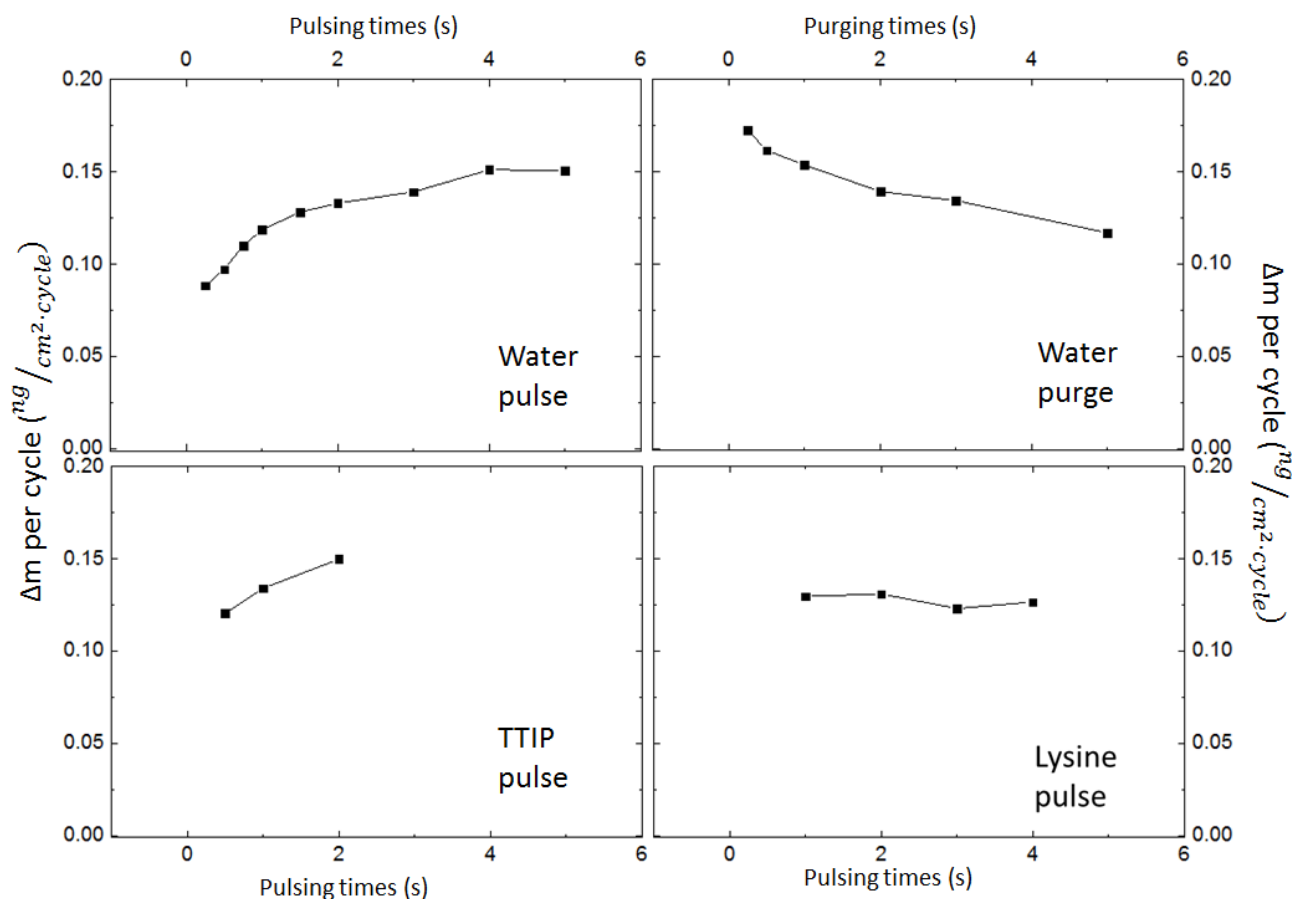 Pulsing times (s)
Purging times (s)
0 2 4 6
0 2 4 6
0.20
0.15
0.10
0.05
0.00
Water
pulse
0.20
0.15
0.10
0.05
0.00
Water
purge
Δm per cycle (ng/cm²·cycle)
Δm per cycle (ng/cm²·cycle)
0.20
0.15
0.10
0.05
0.00
TTIP
pulse
0.20
0.15
0.10
0.05
0.00
Lysine
pulse
0 2 4 6
0 2 4 6
Pulsing times (s)
Pulsing times (s)